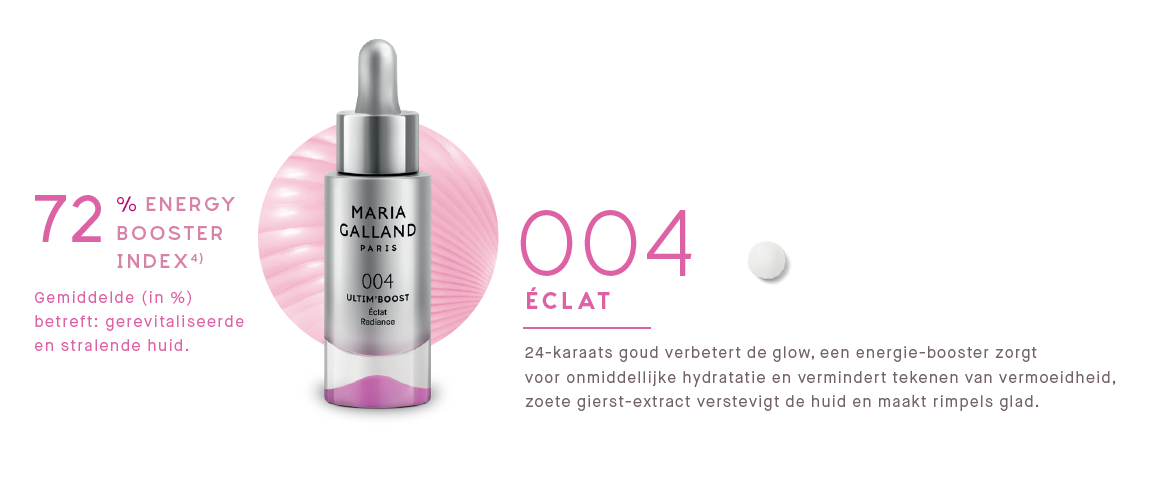 72 % ENERGY
BOOSTER
INDEX⁴⁾
Gemiddelde (in %)
betreft: gerevitaliseerde
en stralende huid.
MARIA
GALLAND
PARIS
004
ULTIM'BOOST
Éclat
Radiance
004
ÉCLAT
24-karaats goud verbetert de glow, een energie-booster zorgt
voor onmiddellijke hydratatie en vermindert tekenen van vermoeidheid,
zoete gierst-extract verstevigt de huid en maakt rimpels glad.